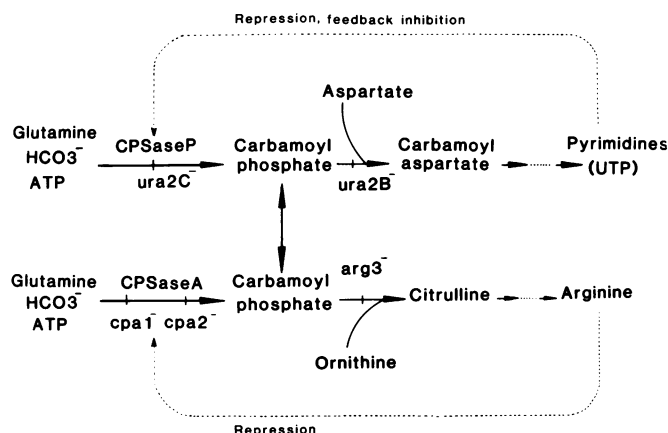 Repression, feedback inhibition
Aspartate
Glutamine
HCO3⁻
ATP
CPSaseP
ura2C⁻
Carbamoyl
phosphate
ura2B⁻
Carbamoyl
aspartate
Pyrimidines
(UTP)
Glutamine
HCO3⁻
ATP
CPSaseA
cpa1⁻ cpa2⁻
Carbamoyl
phosphate
arg3⁻
Citrulline
Arginine
Ornithine
Repression